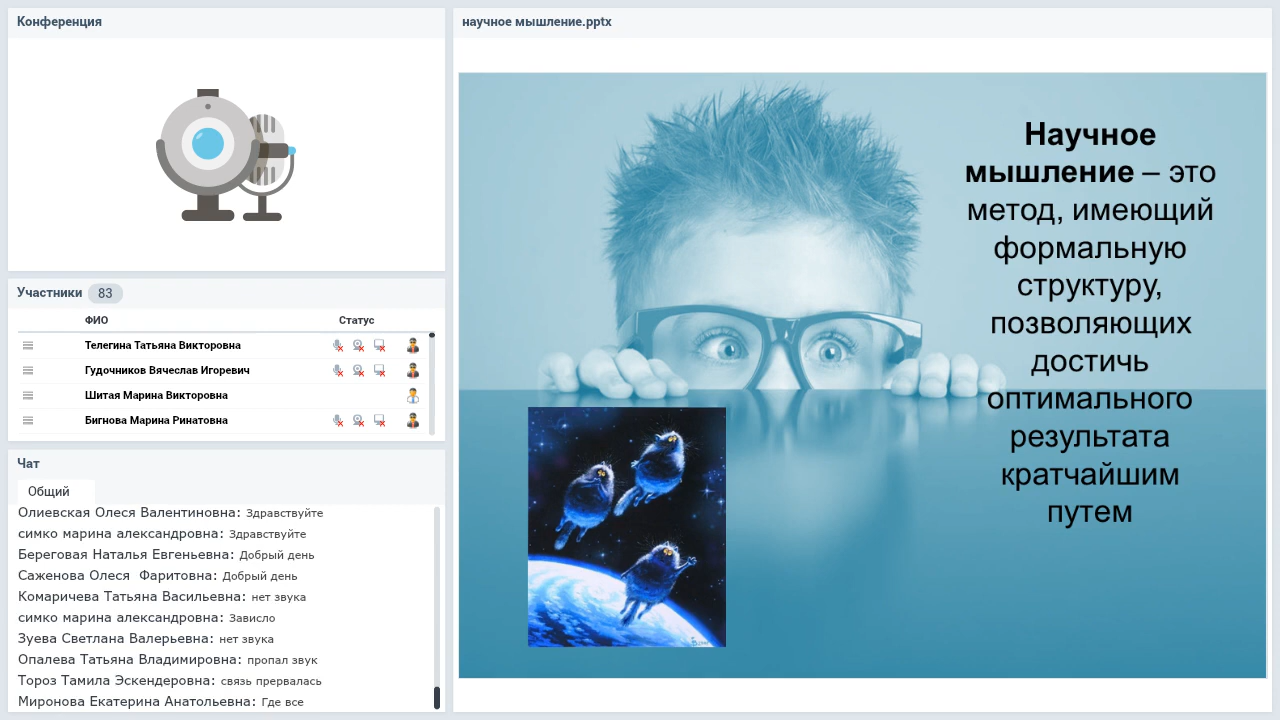 Конференция
Участники 83
ФИО Статус
Телегина Татьяна Викторовна
Гудочников Вячеслав Игоревич
Шитая Марина Викторовна
Бигнова Марина Ринатовна
Чат
Общий
Олиевская Олеся Валентиновна: Здравствуйте
симко марина александровна: Здравствуйте
Береговая Наталья Евгеньевна: Добрый день
Саженова Олеся  Фаритовна: Добрый день
Комаричева Татьяна Васильевна: нет звука
симко марина александровна: Зависло
Зуева Светлана Валерьевна: нет звука
Опалева Татьяна Владимировна: пропал звук
Тороз Тамила Эскендеровна: связь прервалась
Миронова Екатерина Анатольевна: Где все
научное мышление.pptx
Научное
мышление – это
метод, имеющий
формальную
структуру,
позволяющих
достичь
оптимального
результата
кратчайшим
путем